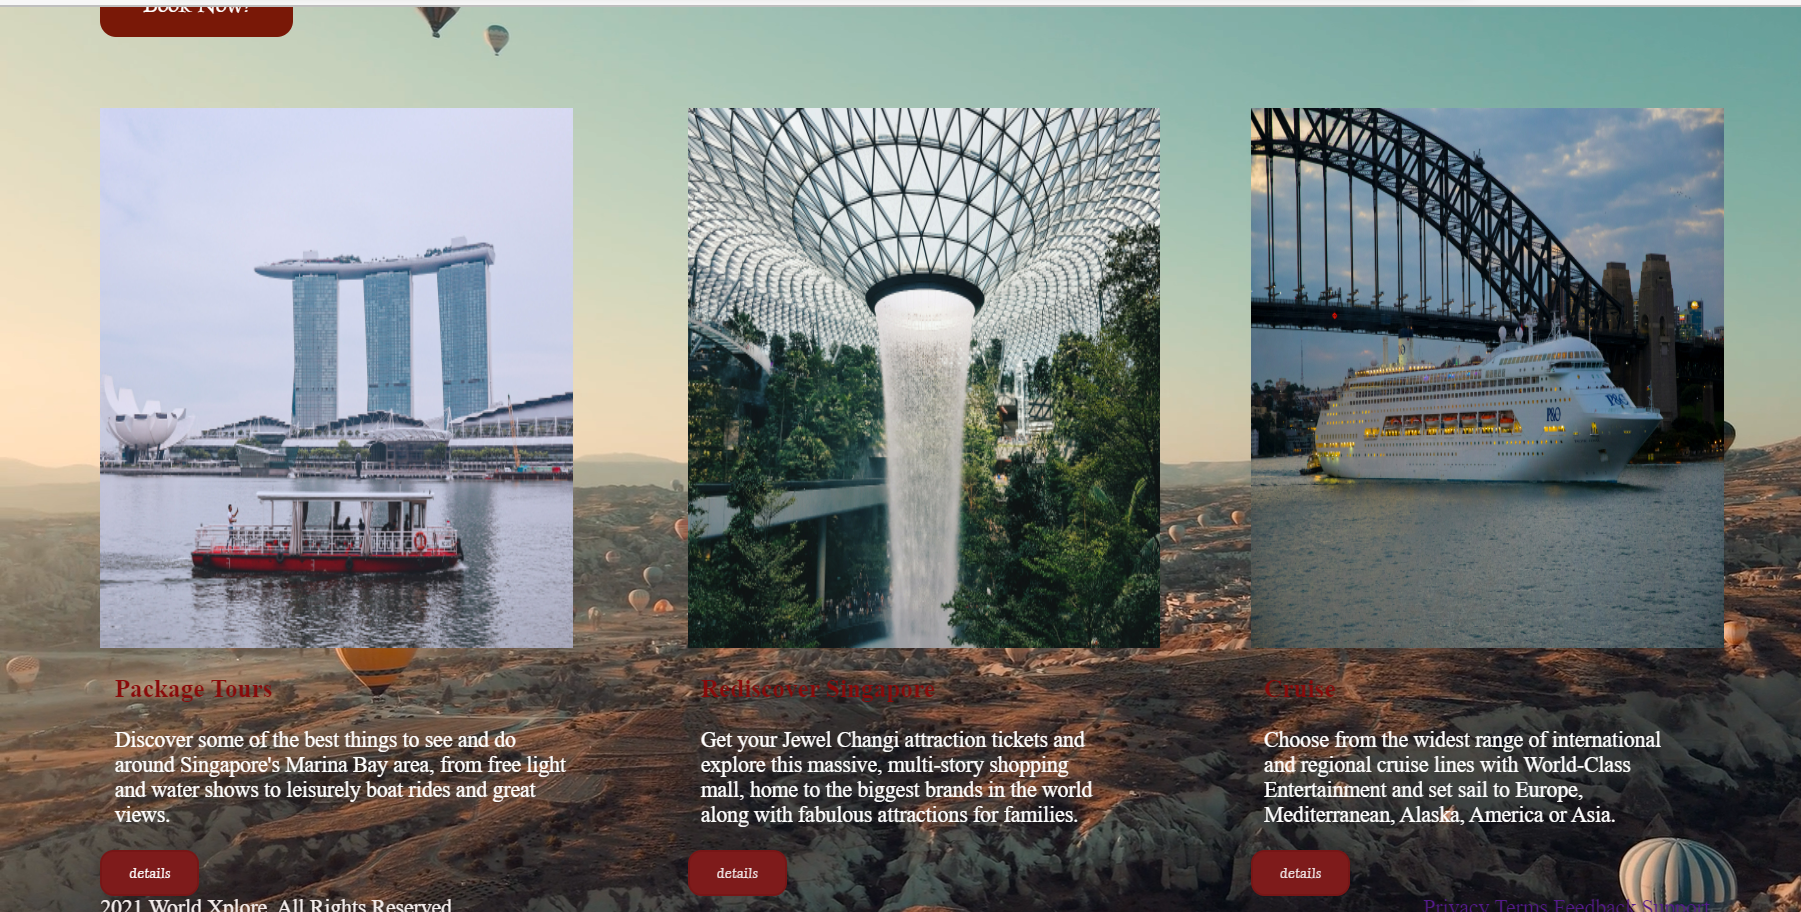 Book Now!
P&O
P&O
Package Tours
Discover some of the best things to see and do
around Singapore's Marina Bay area, from free light
and water shows to leisurely boat rides and great
views.
details
Rediscover Singapore
Get your Jewel Changi attraction tickets and
explore this massive, multi-story shopping
mall, home to the biggest brands in the world
along with fabulous attractions for families.
details
Cruise
Choose from the widest range of international
and regional cruise lines with World-Class
Entertainment and set sail to Europe,
Mediterranean, Alaska, America or Asia.
details
2021 World Xplore. All Rights Reserved
Privacy Terms Feedback Support